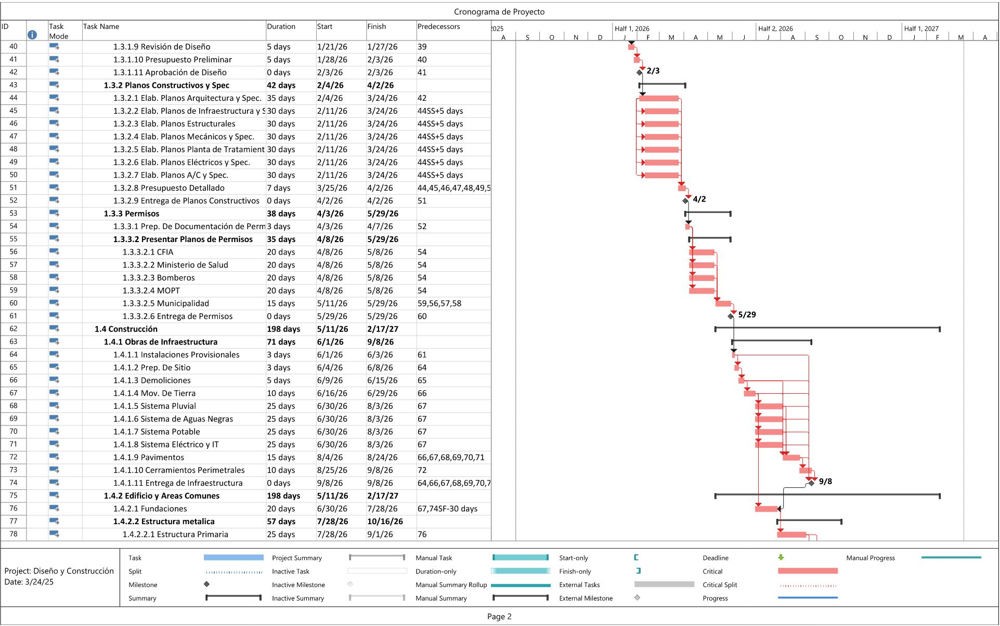 Cronograma de Proyecto
ID Task Mode Task Name Duration Start Finish Predecessors
2025 Half 1, 2026 Half 2, 2026 Half 1, 2027
A S O N D J F M A M J J A S O N D J F M A
40 1.3.1.9 Revisión de Diseño 5 days 1/21/26 1/27/26 39
41 1.3.1.10 Presupuesto Preliminar 5 days 1/28/26 2/3/26 40
42 1.3.1.11 Aprobación de Diseño 0 days 2/3/26 2/3/26 41 2/3
43 1.3.2 Planos Constructivos y Spec 42 days 2/4/26 4/2/26
44 1.3.2.1 Elab. Planos Arquitectura y Spec. 35 days 2/4/26 3/24/26 42
45 1.3.2.2 Elab. Planos de Infraestructura y S 30 days 2/11/26 3/24/26 44SS+5 days
46 1.3.2.3 Elab. Planos Estructurales 30 days 2/11/26 3/24/26 44SS+5 days
47 1.3.2.4 Elab. Planos Mecánicos y Spec. 30 days 2/11/26 3/24/26 44SS+5 days
48 1.3.2.5 Elab. Planos Planta de Tratamient 30 days 2/11/26 3/24/26 44SS+5 days
49 1.3.2.6 Elab. Planos Eléctricos y Spec. 30 days 2/11/26 3/24/26 44SS+5 days
50 1.3.2.7 Elab. Planos A/C y Spec. 30 days 2/11/26 3/24/26 44SS+5 days
51 1.3.2.8 Presupuesto Detallado 7 days 3/25/26 4/2/26 44,45,46,47,48,49,5
52 1.3.2.9 Entrega de Planos Constructivos 0 days 4/2/26 4/2/26 51 4/2
53 1.3.3 Permisos 38 days 4/3/26 5/29/26
54 1.3.3.1 Prep. De Documentación de Perm 3 days 4/3/26 4/7/26 52
55 1.3.3.2 Presentar Planos de Permisos 35 days 4/8/26 5/29/26
56 1.3.3.2.1 CFIA 20 days 4/8/26 5/8/26 54
57 1.3.3.2.2 Ministerio de Salud 20 days 4/8/26 5/8/26 54
58 1.3.3.2.3 Bomberos 20 days 4/8/26 5/8/26 54
59 1.3.3.2.4 MOPT 20 days 4/8/26 5/8/26 54
60 1.3.3.2.5 Municipalidad 15 days 5/11/26 5/29/26 59,56,57,58
61 1.3.3.2.6 Entrega de Permisos 0 days 5/29/26 5/29/26 60 5/29
62 1.4 Construcción 198 days 5/11/26 2/17/27
63 1.4.1 Obras de Infraestructura 71 days 6/1/26 9/8/26
64 1.4.1.1 Instalaciones Provisionales 3 days 6/1/26 6/3/26 61
65 1.4.1.2 Prep. De Sitio 3 days 6/4/26 6/8/26 64
66 1.4.1.3 Demoliciones 5 days 6/9/26 6/15/26 65
67 1.4.1.4 Mov. De Tierra 10 days 6/16/26 6/29/26 66
68 1.4.1.5 Sistema Pluvial 25 days 6/30/26 8/3/26 67
69 1.4.1.6 Sistema de Aguas Negras 25 days 6/30/26 8/3/26 67
70 1.4.1.7 Sistema Potable 25 days 6/30/26 8/3/26 67
71 1.4.1.8 Sistema Eléctrico y IT 25 days 6/30/26 8/3/26 67
72 1.4.1.9 Pavimentos 15 days 8/4/26 8/24/26 66,67,68,69,70,71
73 1.4.1.10 Cerramientos Perimetrales 10 days 8/25/26 9/8/26 72
74 1.4.1.11 Entrega de Infraestructura 0 days 9/8/26 9/8/26 64,66,67,68,69,70,7 9/8
75 1.4.2 Edificio y Areas Comunes 198 days 5/11/26 2/17/27
76 1.4.2.1 Fundaciones 20 days 6/30/26 7/28/26 67,74SF-30 days
77 1.4.2.2 Estructura metalica 57 days 7/28/26 10/16/26
78 1.4.2.2.1 Estructura Primaria 25 days 7/28/26 9/1/26 76
Project: Diseño y Construcción
Date: 3/24/25
Task Project Summary Manual Task Start-only Deadline Manual Progress
Split Inactive Task Duration-only Finish-only Critical
Milestone Inactive Milestone Manual Summary Rollup External Tasks Critical Split
Summary Inactive Summary Manual Summary External Milestone Progress
Page 2